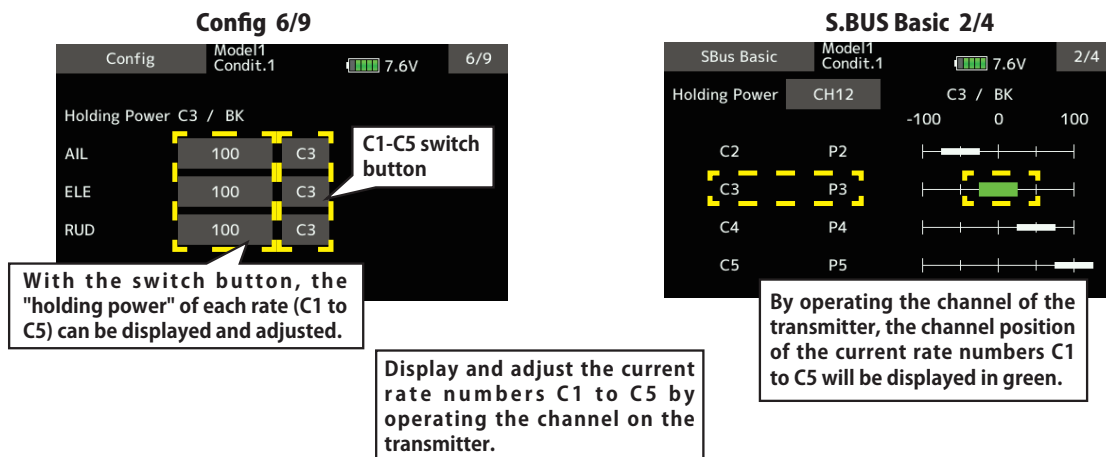 Config 6/9
Config
Model1
Condit.1
7.6V
6/9
Holding Power C3 / BK
AIL 100 C3
ELE 100 C3
RUD 100 C3
C1-C5 switch
button
With the switch button, the
"holding power" of each rate (C1 to
C5) can be displayed and adjusted.
S.BUS Basic 2/4
SBus Basic
Model1
Condit.1
7.6V
2/4
Holding Power CH12 C3 / BK
-100 0 100
C2 P2
C3 P3
C4 P4
C5 P5
By operating the channel of the
transmitter, the channel position
of the current rate numbers C1
to C5 will be displayed in green.
Display and adjust the current
rate numbers C1 to C5 by
operating the channel on the
transmitter.